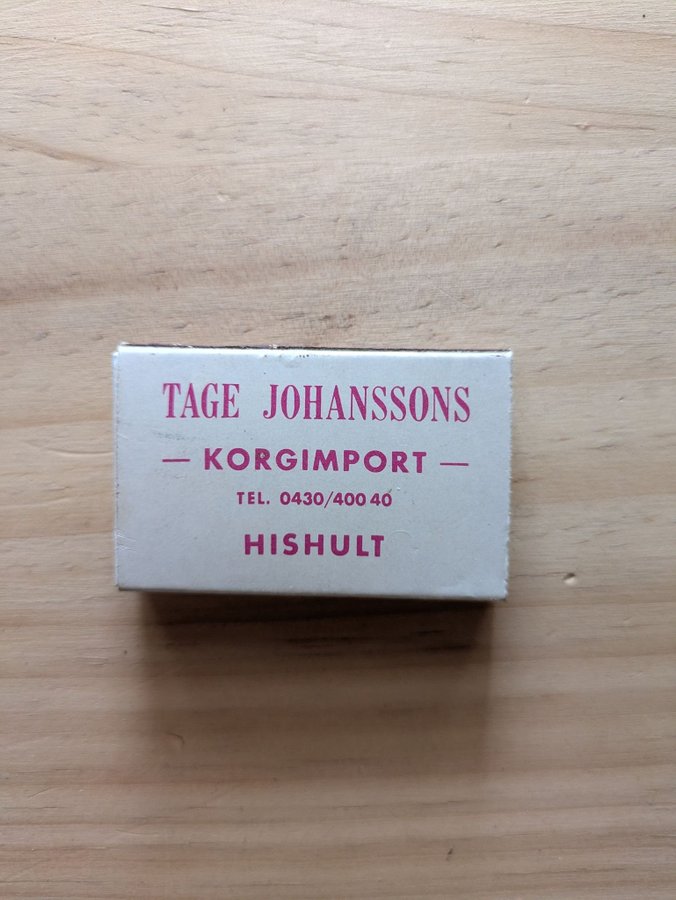 TAGE JOHANSSONS
— KORGIMPORT —
TEL. 0430/400 40
HISHULT